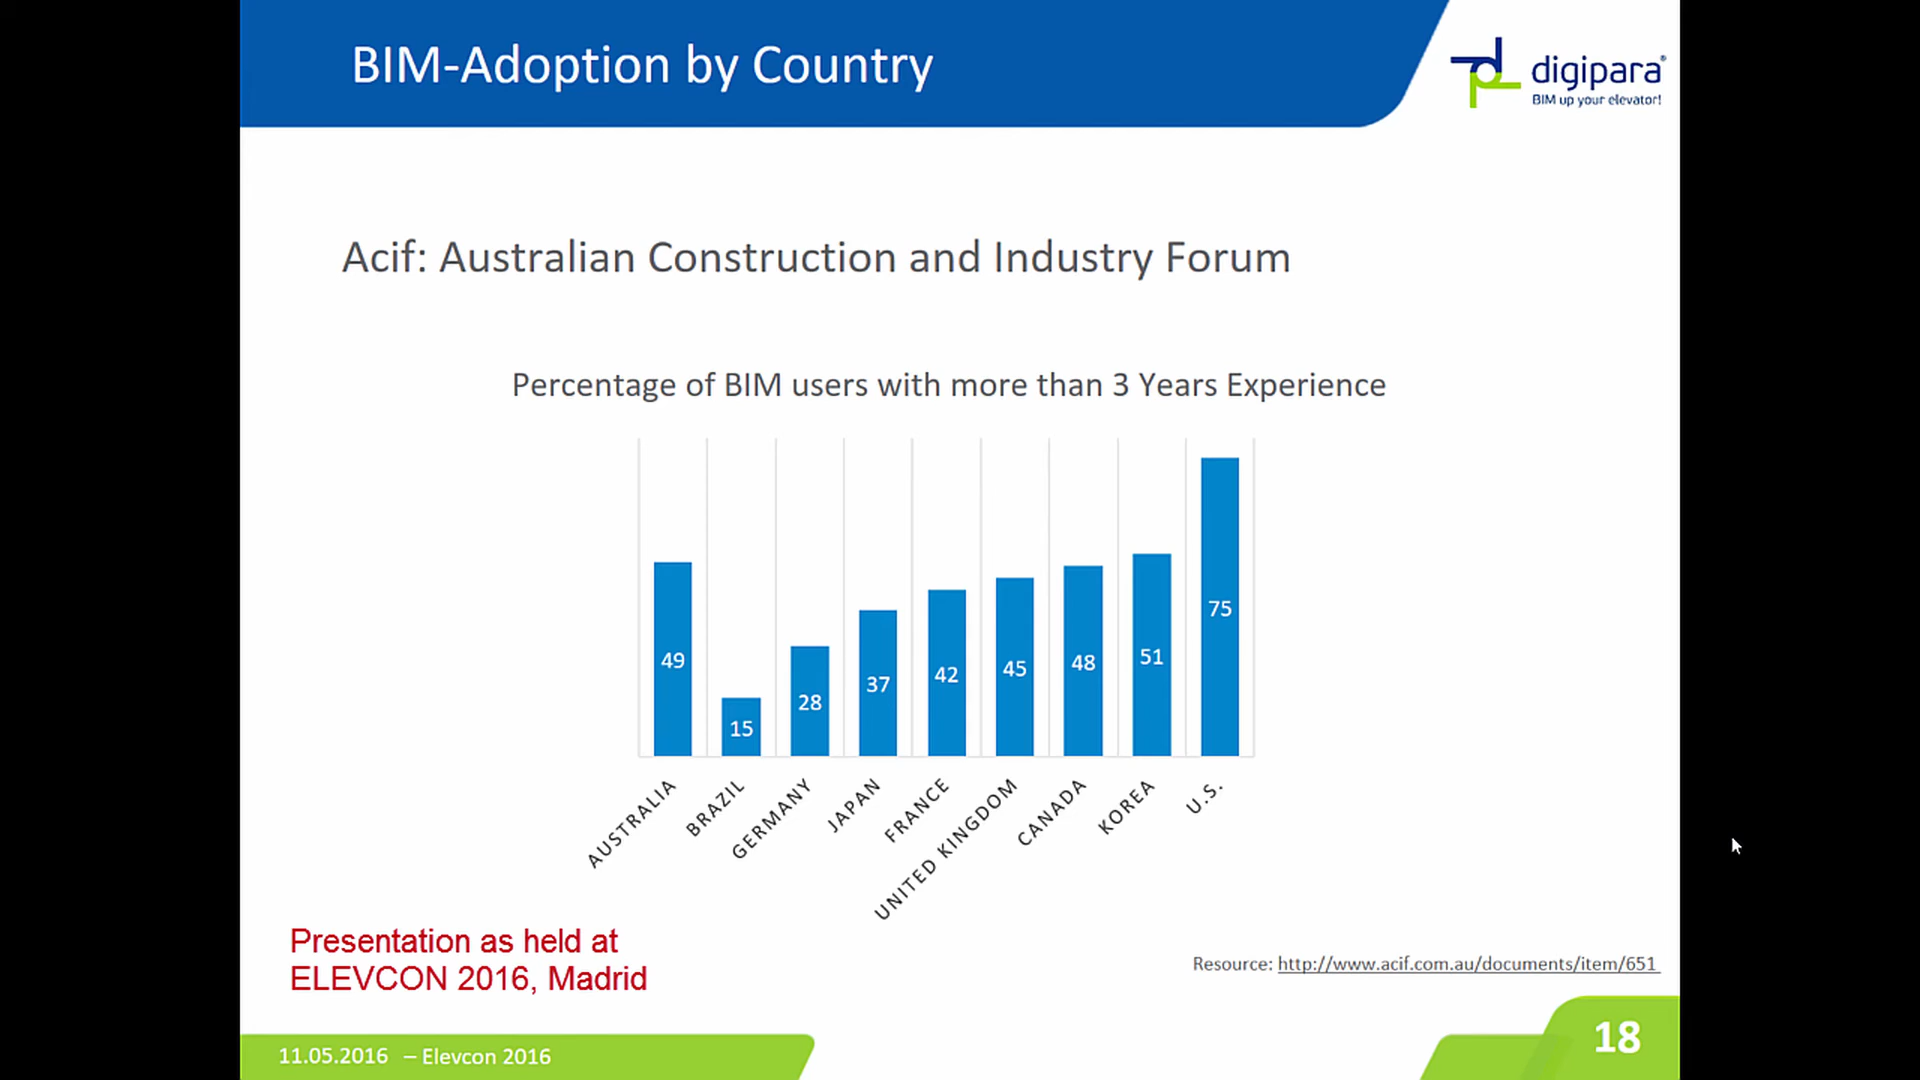 BIM-Adoption by Country
digipara®
BIM up your elevator!
Acif: Australian Construction and Industry Forum
Percentage of BIM users with more than 3 Years Experience
49
15
28
37
42
45
48
51
75
AUSTRALIA
BRAZIL
GERMANY
JAPAN
FRANCE
UNITED KINGDOM
CANADA
KOREA
U.S.
Presentation as held at
ELEVCON 2016, Madrid
Resource: http://www.acif.com.au/documents/item/651
11.05.2016 – Elevcon 2016
18